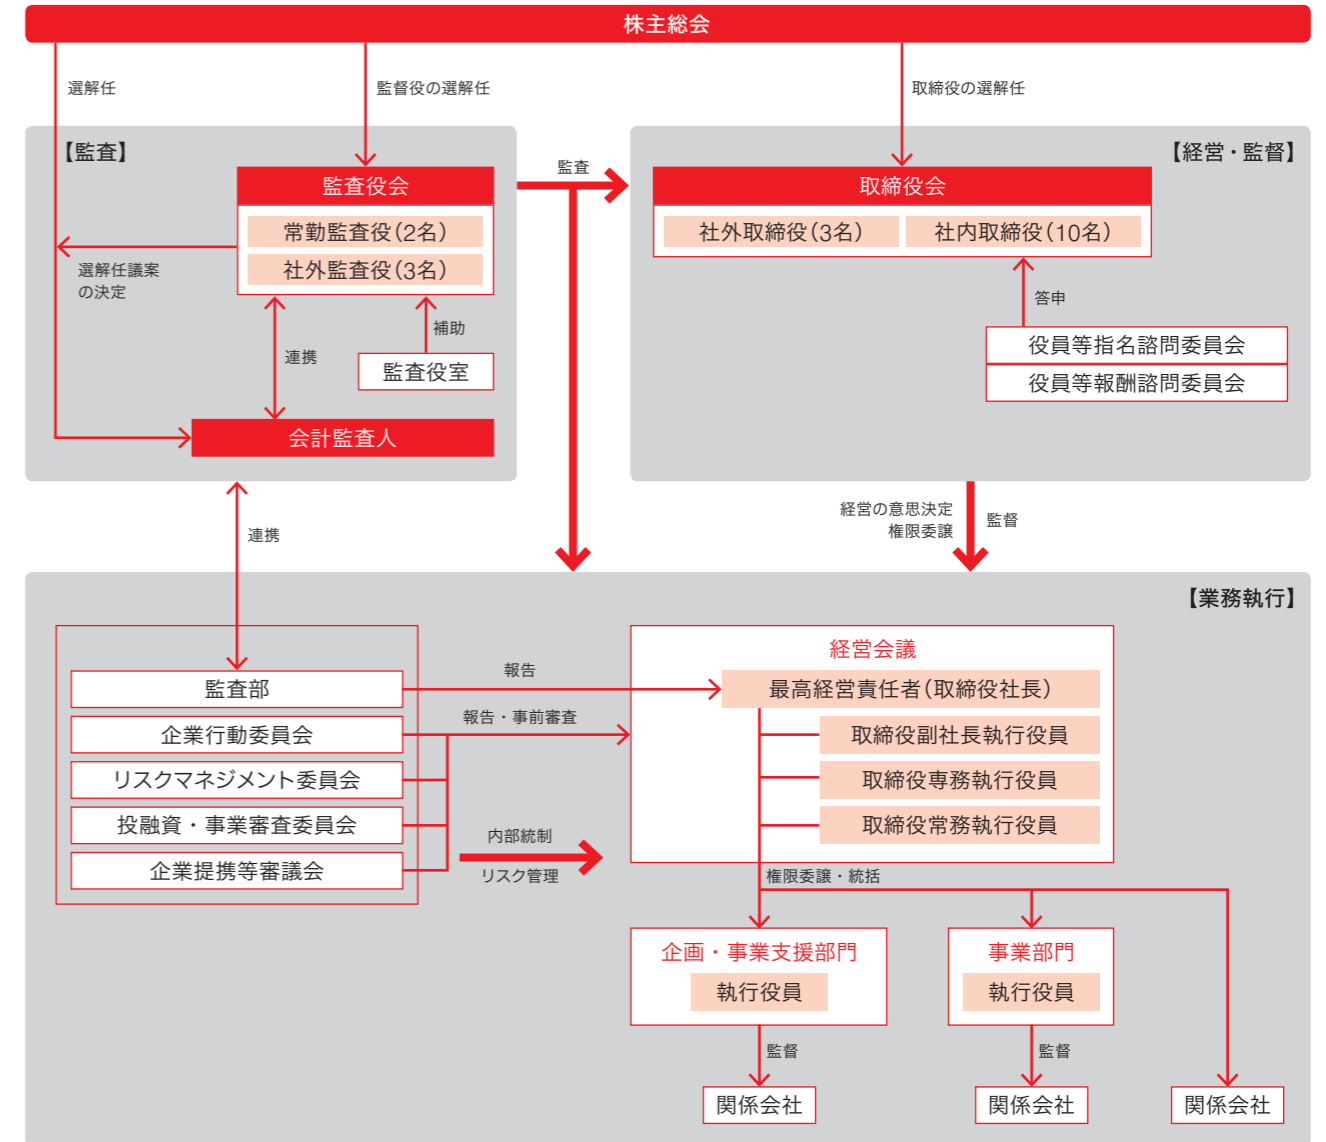 株主総会
選解任
監督役の選解任
取締役の選解任
【監査】
監査役会
常勤監査役(2名)
社外監査役(3名)
選解任議案
の決定
連携
補助
監査役室
会計監査人
監査
【経営・監督】
取締役会
社外取締役(3名)
社内取締役(10名)
答申
役員等指名諮問委員会
役員等報酬諮問委員会
連携
経営の意思決定
権限委譲
監督
【業務執行】
監査部
企業行動委員会
リスクマネジメント委員会
投融資・事業審査委員会
企業提携等審議会
報告
報告・事前審査
内部統制
リスク管理
経営会議
最高経営責任者(取締役社長)
取締役副社長執行役員
取締役専務執行役員
取締役常務執行役員
権限委譲・統括
企画・事業支援部門
執行役員
事業部門
執行役員
監督
監督
関係会社
関係会社
関係会社